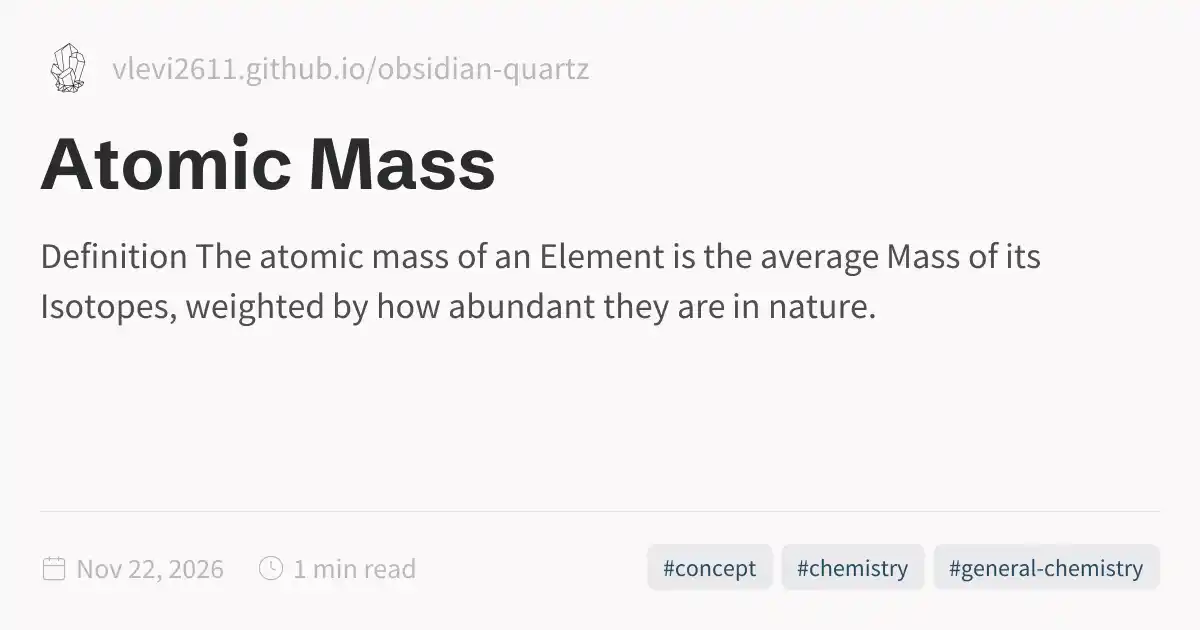 vlevi2611.github.io/obsidian-quartz
Atomic Mass
Definition The atomic mass of an Element is the average Mass of its
Isotopes, weighted by how abundant they are in nature.
Nov 22, 2026 1 min read #concept #chemistry #general-chemistry